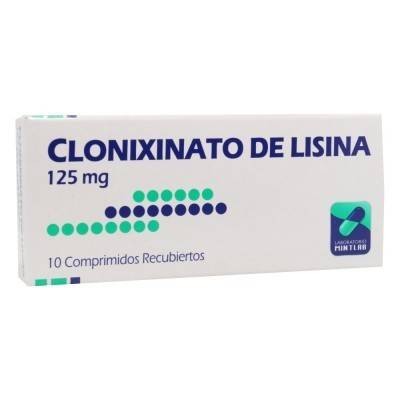 CLONIXINATO DE LISINA
125 mg
10 Comprimidos Recubiertos
LABORATORIO
MINTLAB